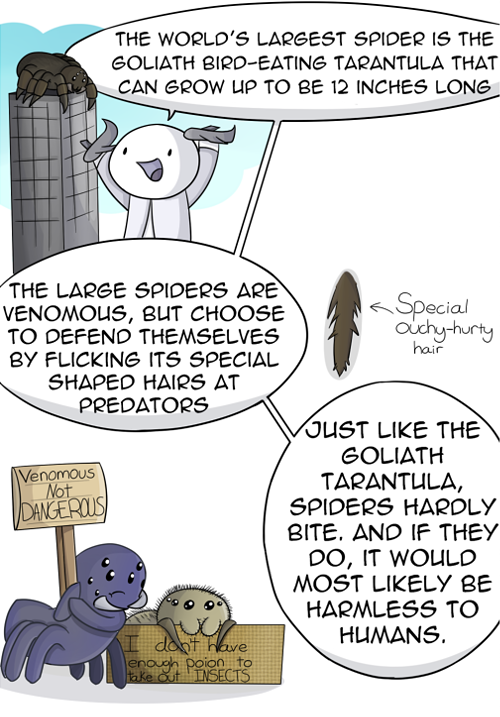 THE WORLD'S LARGEST SPIDER IS THE
GOLIATH BIRD-EATING TARANTULA THAT
CAN GROW UP TO BE 12 INCHES LONG
THE LARGE SPIDERS ARE
VENOMOUS, BUT CHOOSE
TO DEFEND THEMSELVES
BY FLICKING ITS SPECIAL
SHAPED HAIRS AT
PREDATORS
Special
ouchy-hurty
hair
JUST LIKE THE
GOLIATH
TARANTULA,
SPIDERS HARDLY
BITE. AND IF THEY
DO, IT WOULD
MOST LIKELY BE
HARMLESS TO
HUMANS.
Venomous
Not
DANGEROUS
I don't have
enough poion to
take out INSECTS